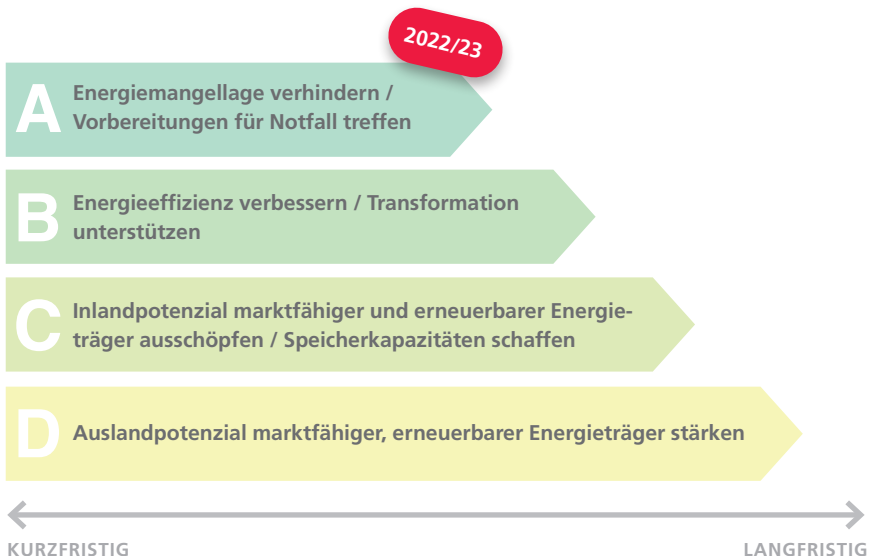 2022/23
A
Energiemangellage verhindern /
Vorbereitungen für Notfall treffen
B
Energieeffizienz verbessern / Transformation
unterstützen
C
Inlandpotenzial marktfähiger und erneuerbarer Energie-
träger ausschöpfen / Speicherkapazitäten schaffen
D
Auslandpotenzial marktfähiger, erneuerbarer Energieträger stärken
KURZFRISTIG
LANGFRISTIG